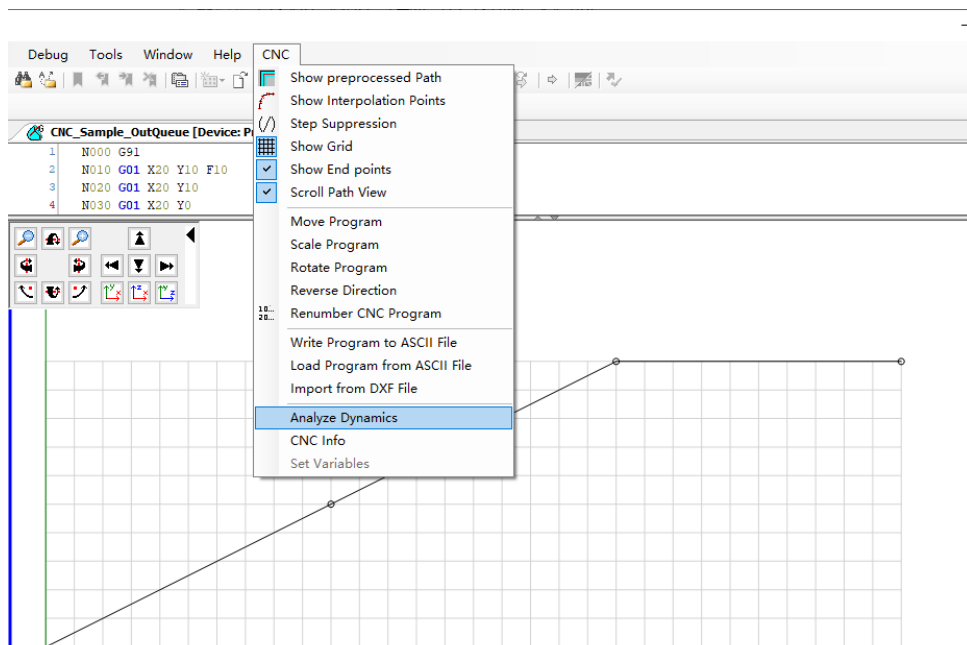 Debug Tools Window Help CNC
CNC_Sample_OutQueue [Device:
1 N000 G91
2 N010 G01 X20 Y10 F10
3 N020 G01 X20 Y10
4 N030 G01 X20 Y0
Show preprocessed Path
Show Interpolation Points
Step Suppression
Show Grid
Show End points
Scroll Path View
Move Program
Scale Program
Rotate Program
Reverse Direction
Renumber CNC Program
Write Program to ASCII File
Load Program from ASCII File
Import from DXF File
Analyze Dynamics
CNC Info
Set Variables